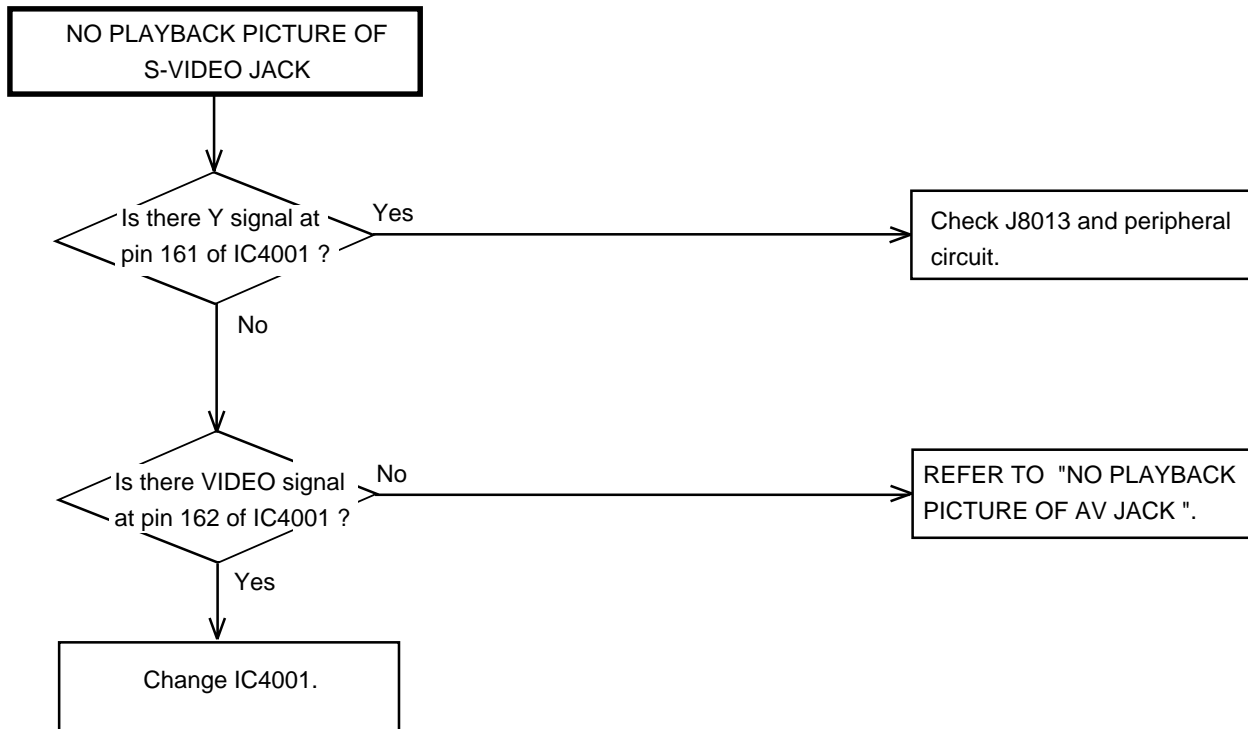 NO PLAYBACK PICTURE OF
S-VIDEO JACK
Is there Y signal at
pin 161 of IC4001 ?
Yes
Check J8013 and peripheral
circuit.
No
Is there VIDEO signal
at pin 162 of IC4001 ?
No
REFER TO "NO PLAYBACK
PICTURE OF AV JACK ".
Yes
Change IC4001.